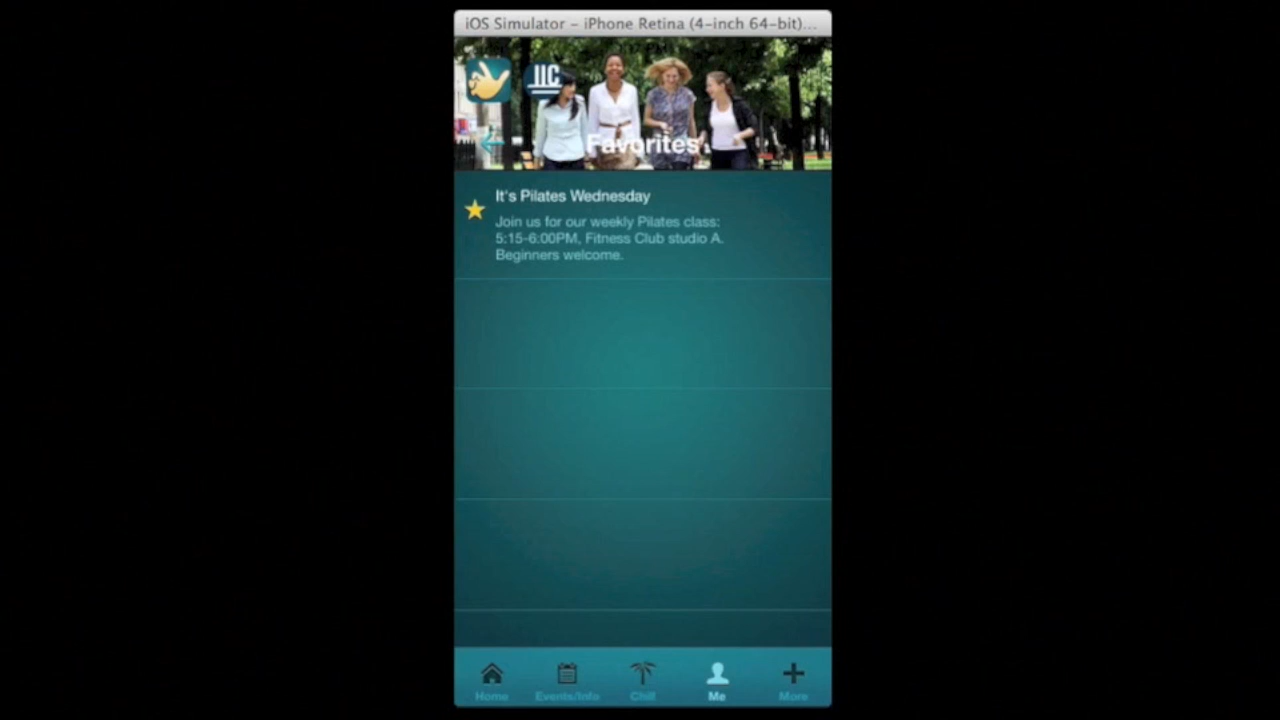 iOS Simulator – iPhone Retina (4-inch 64-bit)...
JJC
Favorites
It's Pilates Wednesday
Join us for our weekly Pilates class:
5:15-6:00PM, Fitness Club studio A.
Beginners welcome.
Home
Events/Info
Chill
Me
More